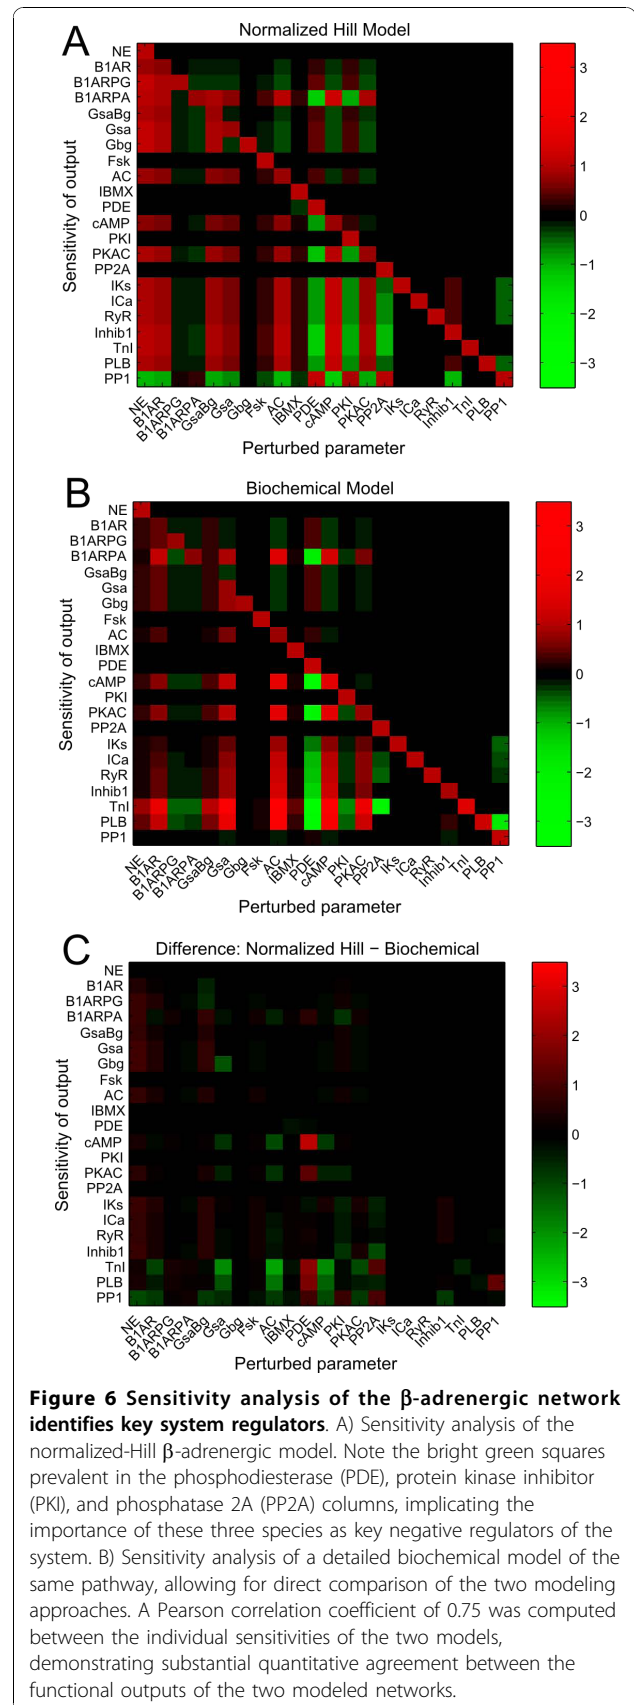 A
Normalized Hill Model
Sensitivity of output
NE
B1AR
B1ARPG
B1ARPA
GsaBg
Gsa
Gbg
Fsk
AC
IBMX
PDE
cAMP
PKI
PKAC
PP2A
IKs
ICa
RyR
Inhib1
TnI
PLB
PP1
NE
B1AR
B1ARPG
B1ARPA
GsaBg
Gsa
Gbg
Fsk
AC
IBMX
PDE
cAMP
PKI
PKAC
PP2A
IKs
ICa
RyR
Inhib1
TnI
PLB
PP1
Perturbed parameter
3
2
1
0
−1
−2
−3
B
Biochemical Model
Sensitivity of output
NE
B1AR
B1ARPG
B1ARPA
GsaBg
Gsa
Gbg
Fsk
AC
IBMX
PDE
cAMP
PKI
PKAC
PP2A
IKs
ICa
RyR
Inhib1
TnI
PLB
PP1
NE
B1AR
B1ARPG
B1ARPA
GsaBg
Gsa
Gbg
Fsk
AC
IBMX
PDE
cAMP
PKI
PKAC
PP2A
IKs
ICa
RyR
Inhib1
TnI
PLB
PP1
Perturbed parameter
3
2
1
0
−1
−2
−3
C
Difference: Normalized Hill − Biochemical
Sensitivity of output
NE
B1AR
B1ARPG
B1ARPA
GsaBg
Gsa
Gbg
Fsk
AC
IBMX
PDE
cAMP
PKI
PKAC
PP2A
IKs
ICa
RyR
Inhib1
TnI
PLB
PP1
NE
B1AR
B1ARPG
B1ARPA
GsaBg
Gsa
Gbg
Fsk
AC
IBMX
PDE
cAMP
PKI
PKAC
PP2A
IKs
ICa
RyR
Inhib1
TnI
PLB
PP1
Perturbed parameter
3
2
1
0
−1
−2
−3
Figure 6 Sensitivity analysis of the β-adrenergic network
identifies key system regulators. A) Sensitivity analysis of the
normalized-Hill β-adrenergic model. Note the bright green squares
prevalent in the phosphodiesterase (PDE), protein kinase inhibitor
(PKI), and phosphatase 2A (PP2A) columns, implicating the
importance of these three species as key negative regulators of the
system. B) Sensitivity analysis of a detailed biochemical model of the
same pathway, allowing for direct comparison of the two modeling
approaches. A Pearson correlation coefficient of 0.75 was computed
between the individual sensitivities of the two models,
demonstrating substantial quantitative agreement between the
functional outputs of the two modeled networks.